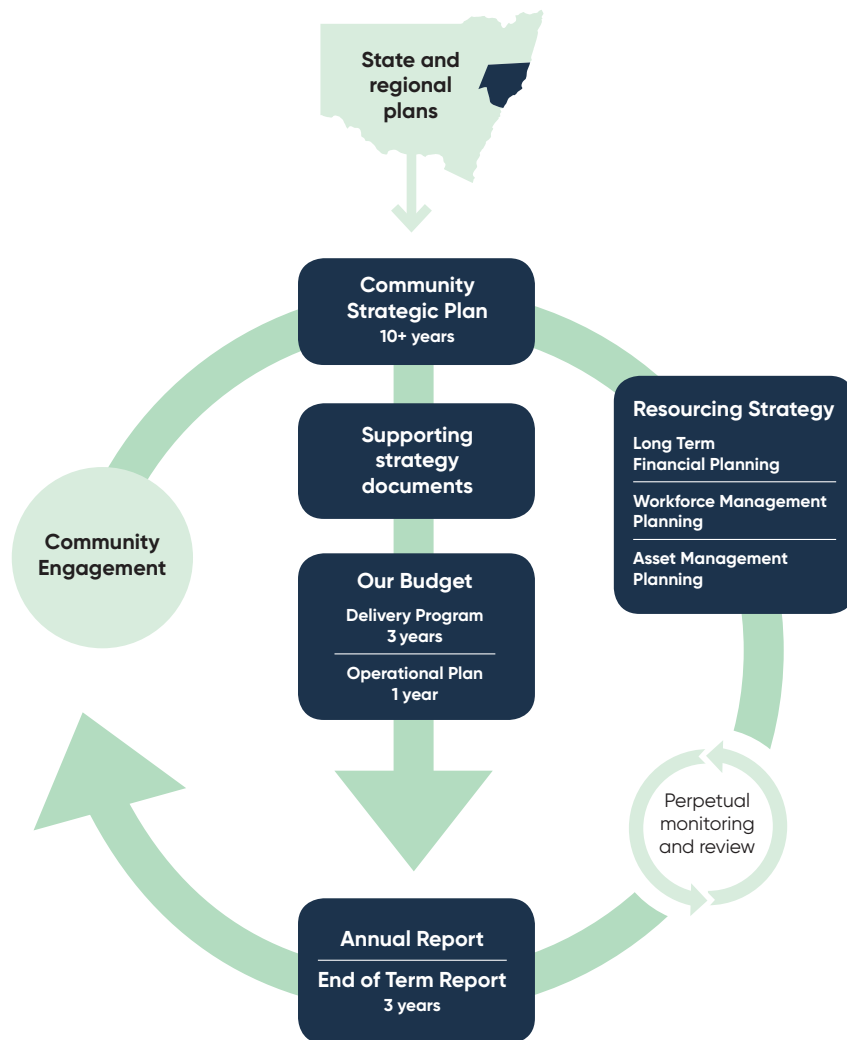 State and
regional
plans
Community
Strategic Plan
10+ years
Supporting
strategy
documents
Our Budget
Delivery Program
3 years
Operational Plan
1 year
Resourcing Strategy
Long Term
Financial Planning
Workforce Management
Planning
Asset Management
Planning
Community
Engagement
Perpetual
monitoring
and review
Annual Report
End of Term Report
3 years